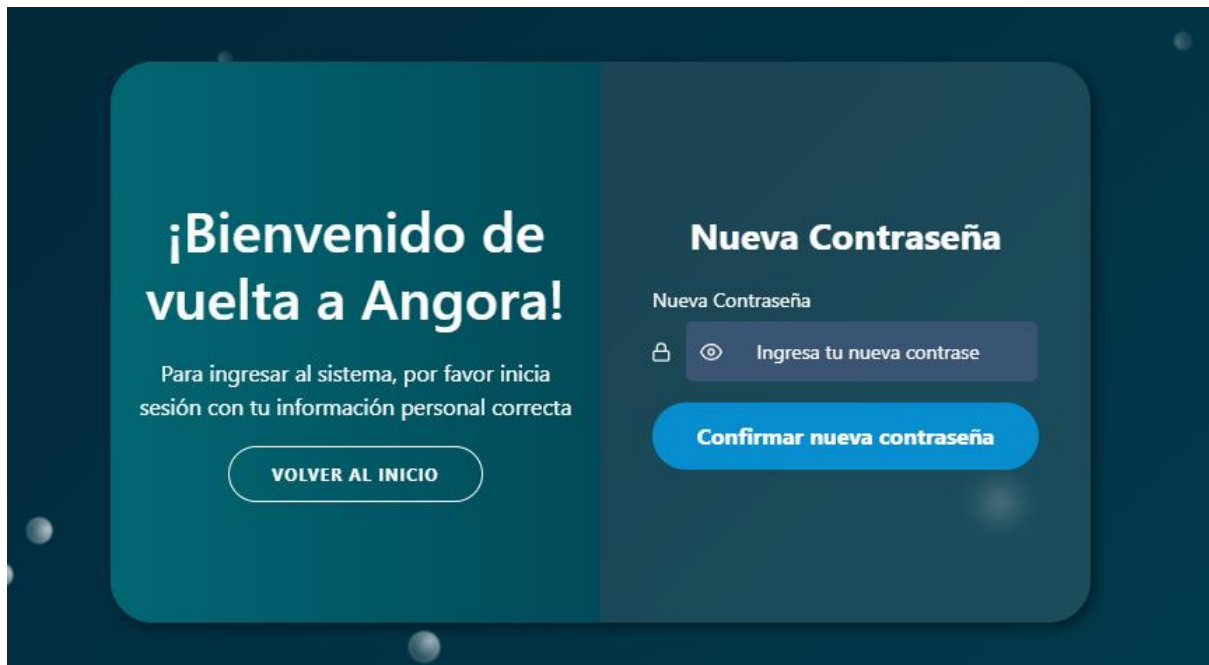 ¡Bienvenido de
vuelta a Angora!
Para ingresar al sistema, por favor inicia
sesión con tu información personal correcta
VOLVER AL INICIO
Nueva Contraseña
Nueva Contraseña
Ingresa tu nueva contrase
Confirmar nueva contraseña